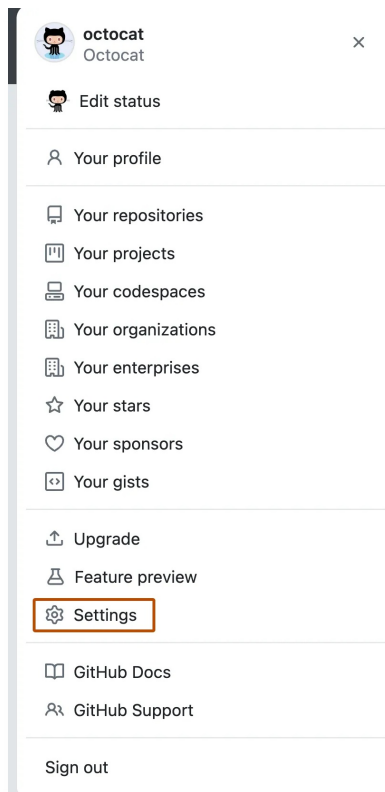 octocat
Octocat
Edit status
Your profile
Your repositories
Your projects
Your codespaces
Your organizations
Your enterprises
Your stars
Your sponsors
Your gists
Upgrade
Feature preview
Settings
GitHub Docs
GitHub Support
Sign out